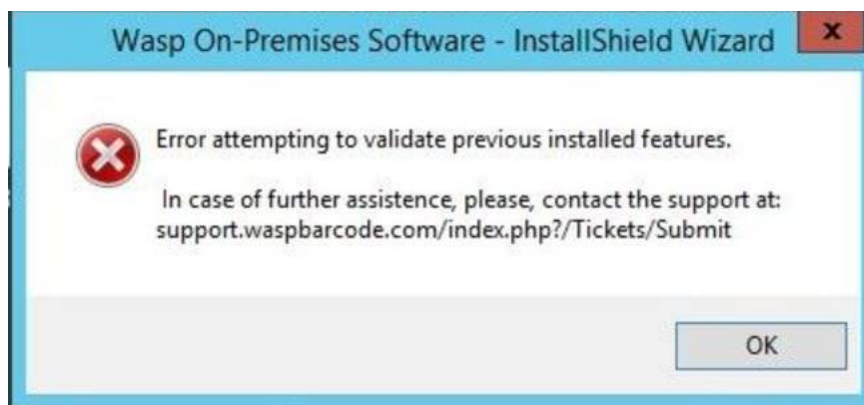 Wasp On-Premises Software - InstallShield Wizard
Error attempting to validate previous installed features.
In case of further assistence, please, contact the support at:
support.waspbarcode.com/index.php?/Tickets/Submit
OK